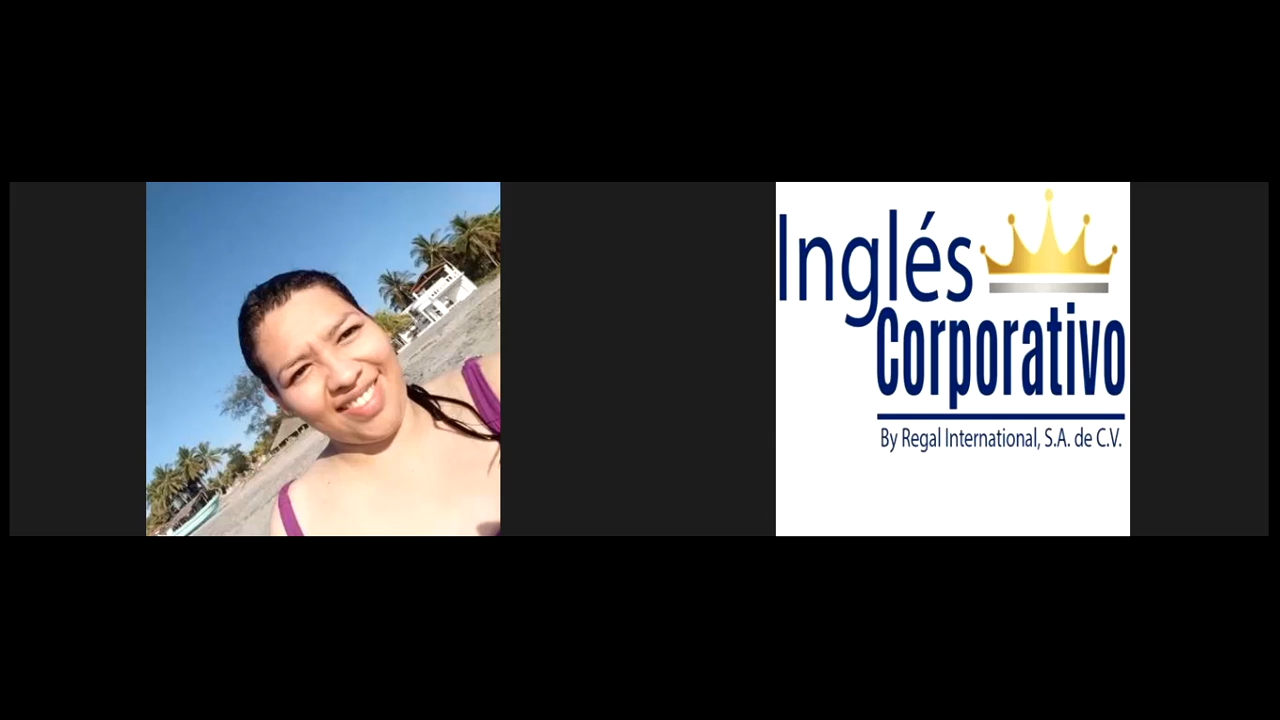 Inglés
Corporativo
By Regal International, S.A. de C.V.